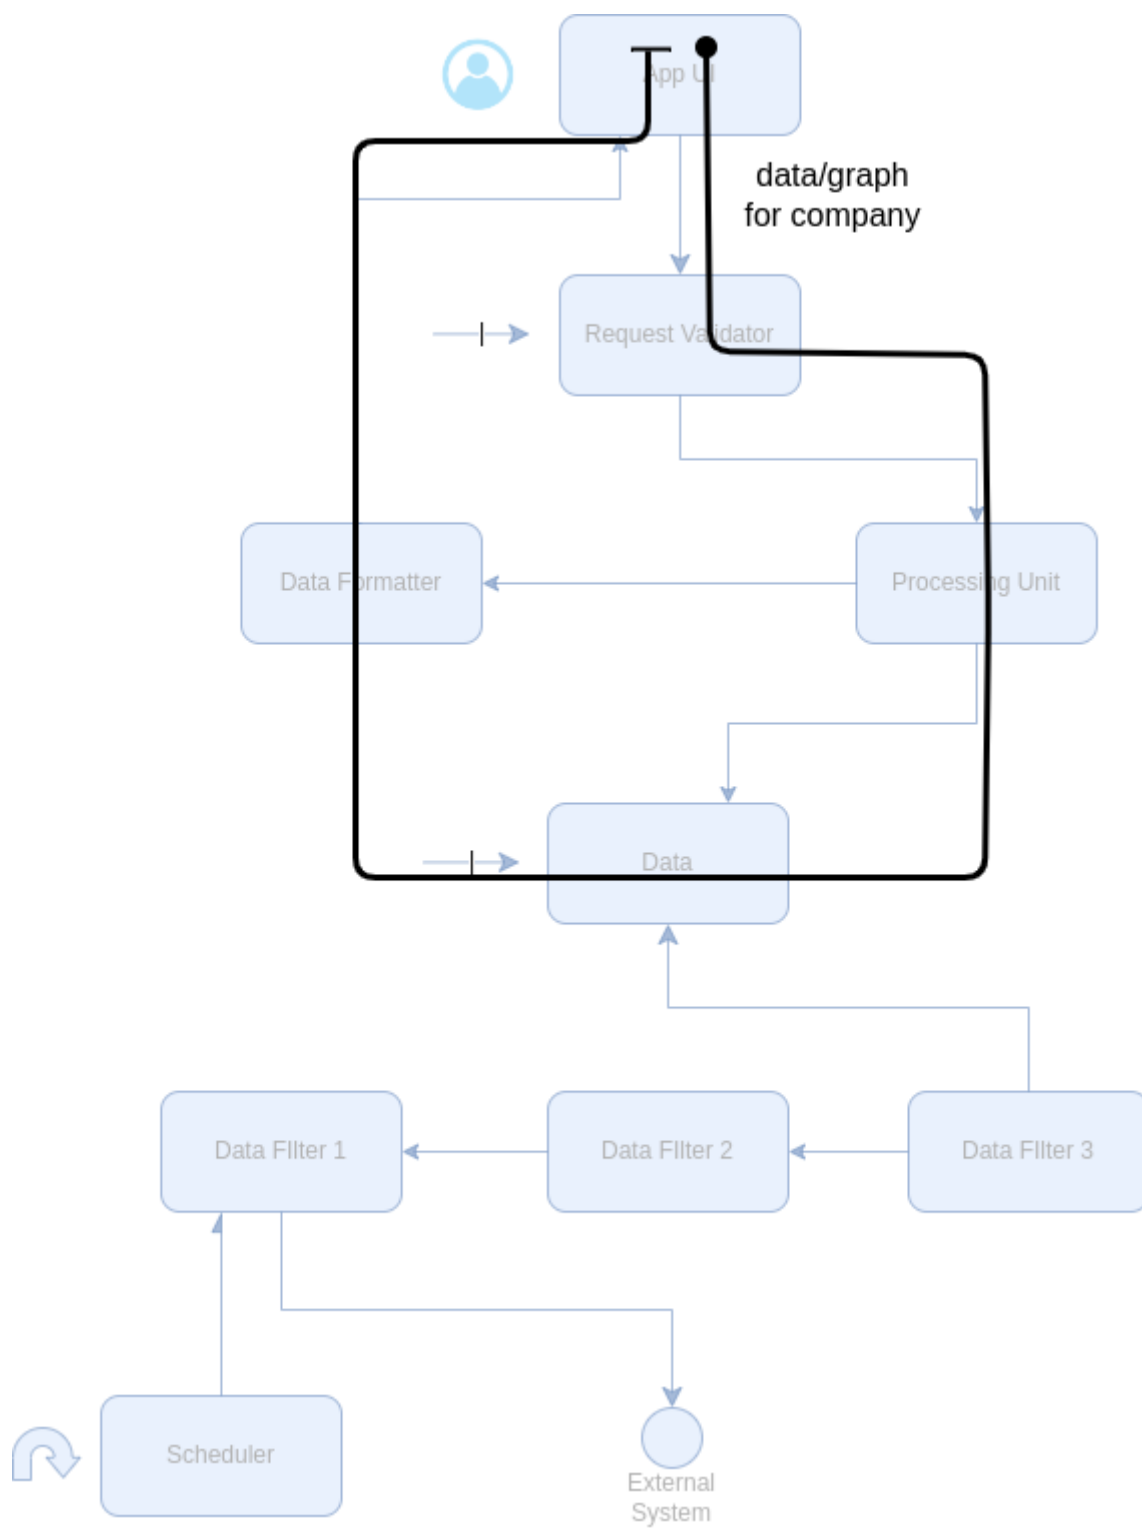 App UI
data/graph
for company
Request Validator
Data Formatter
Processing Unit
Data
Data FIlter 1
Data FIlter 2
Data FIlter 3
Scheduler
External
System